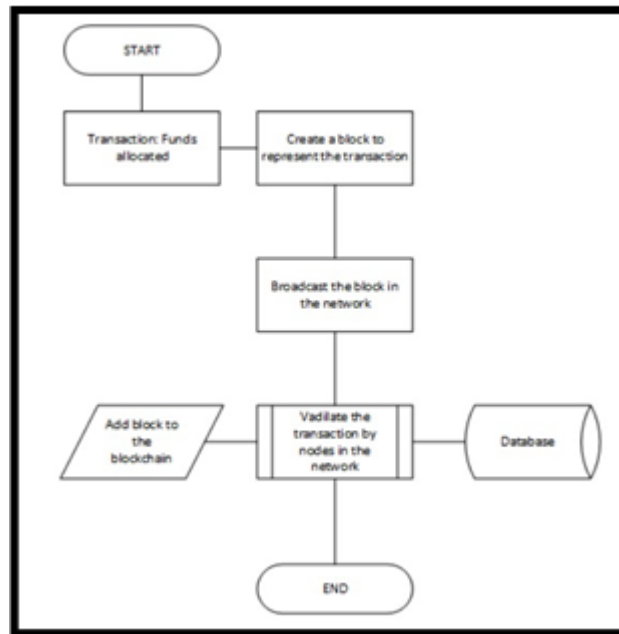 START
Transaction: Funds
allocated
Create a block to
represent the transaction
Broadcast the block in
the network
Add block to
the
blockchain
Vadilate the
transaction by
nodes in the
network
Database
END